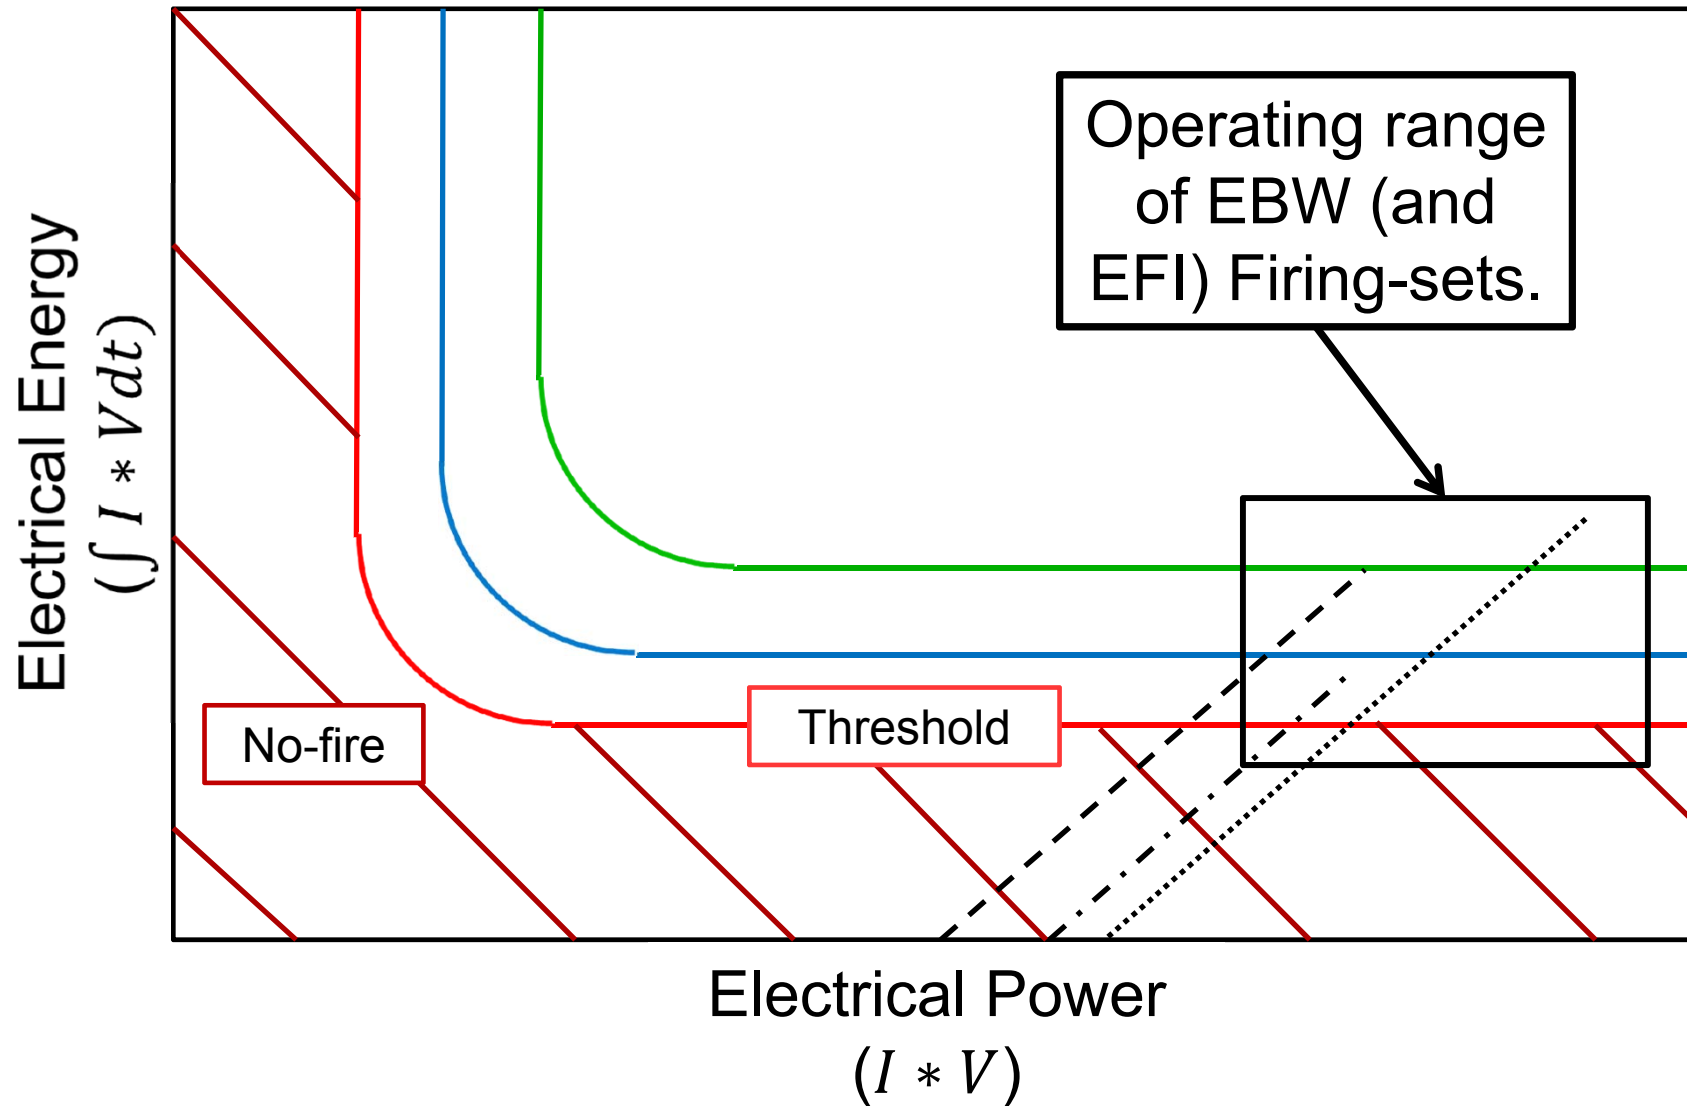 Operating range
of EBW (and
EFI) Firing-sets.
Electrical Energy
(∫ I * Vdt)
No-fire
Threshold
Electrical Power
(I * V)